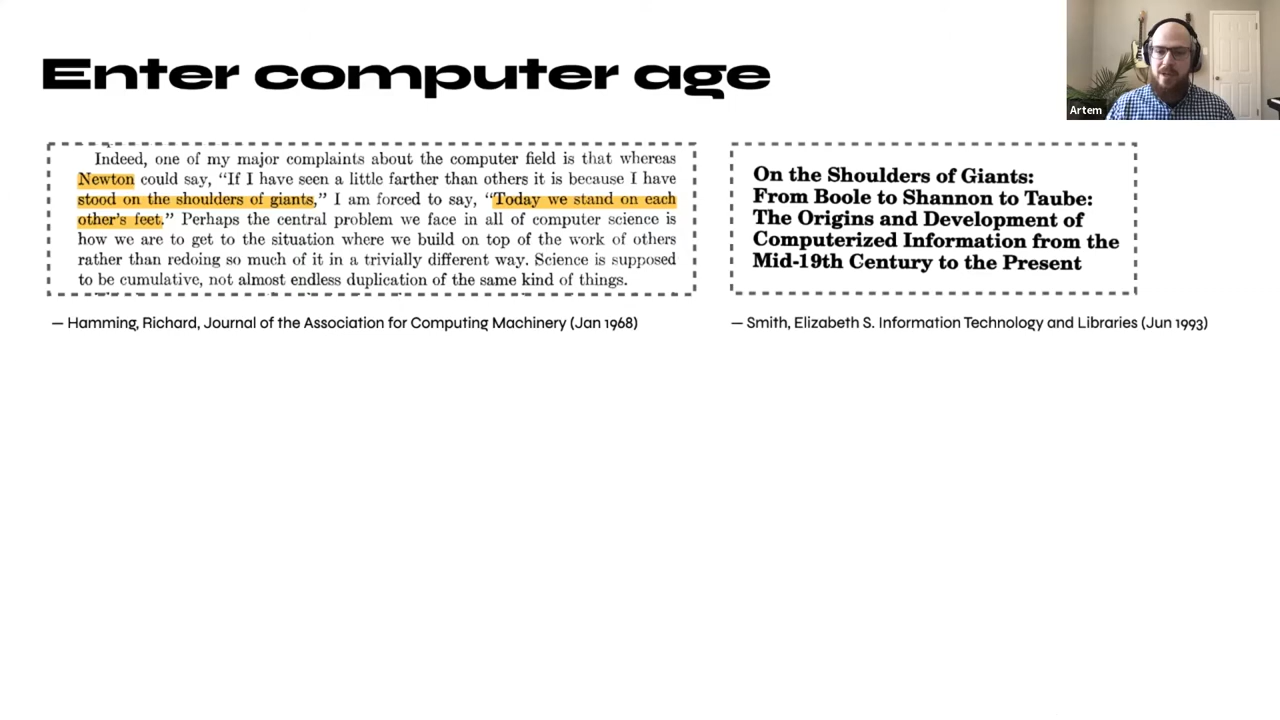 Enter computer age
Artem
Indeed, one of my major complaints about the computer field is that whereas
Newton could say, “If I have seen a little farther than others it is because I have
stood on the shoulders of giants,” I am forced to say, “Today we stand on each
other's feet.” Perhaps the central problem we face in all of computer science is
how we are to get to the situation where we build on top of the work of others
rather than redoing so much of it in a trivially different way. Science is supposed
to be cumulative, not almost endless duplication of the same kind of things.
— Hamming, Richard, Journal of the Association for Computing Machinery (Jan 1968)
On the Shoulders of Giants:
From Boole to Shannon to Taube:
The Origins and Development of
Computerized Information from the
Mid-19th Century to the Present
— Smith, Elizabeth S. Information Technology and Libraries (Jun 1993)